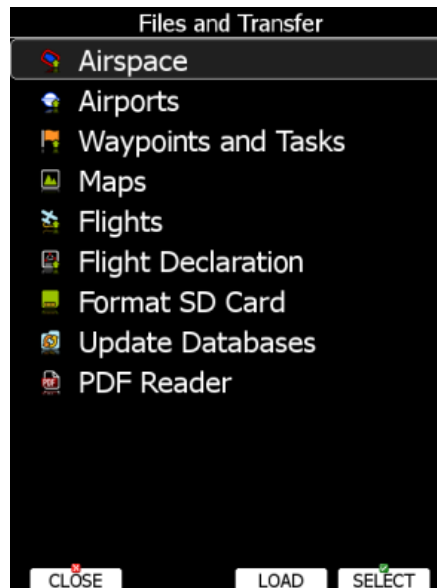 Files and Transfer
Airspace
Airports
Waypoints and Tasks
Maps
Flights
Flight Declaration
Format SD Card
Update Databases
PDF Reader
CLOSE LOAD SELECT